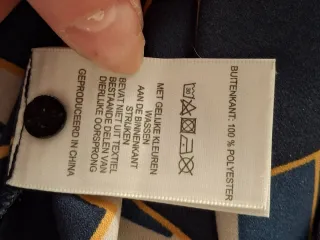 BUITENKANT: 100 % POLYESTER
30
MET GELIJKE KLEUREN
WASSEN
AAN DE BINNENKANT
STRIJKEN
BEVAT NIET UIT TEXTIEL
BESTAANDE DELEN VAN
DIERLIJKE OORSPRONG
GEPRODUCEERD IN CHINA